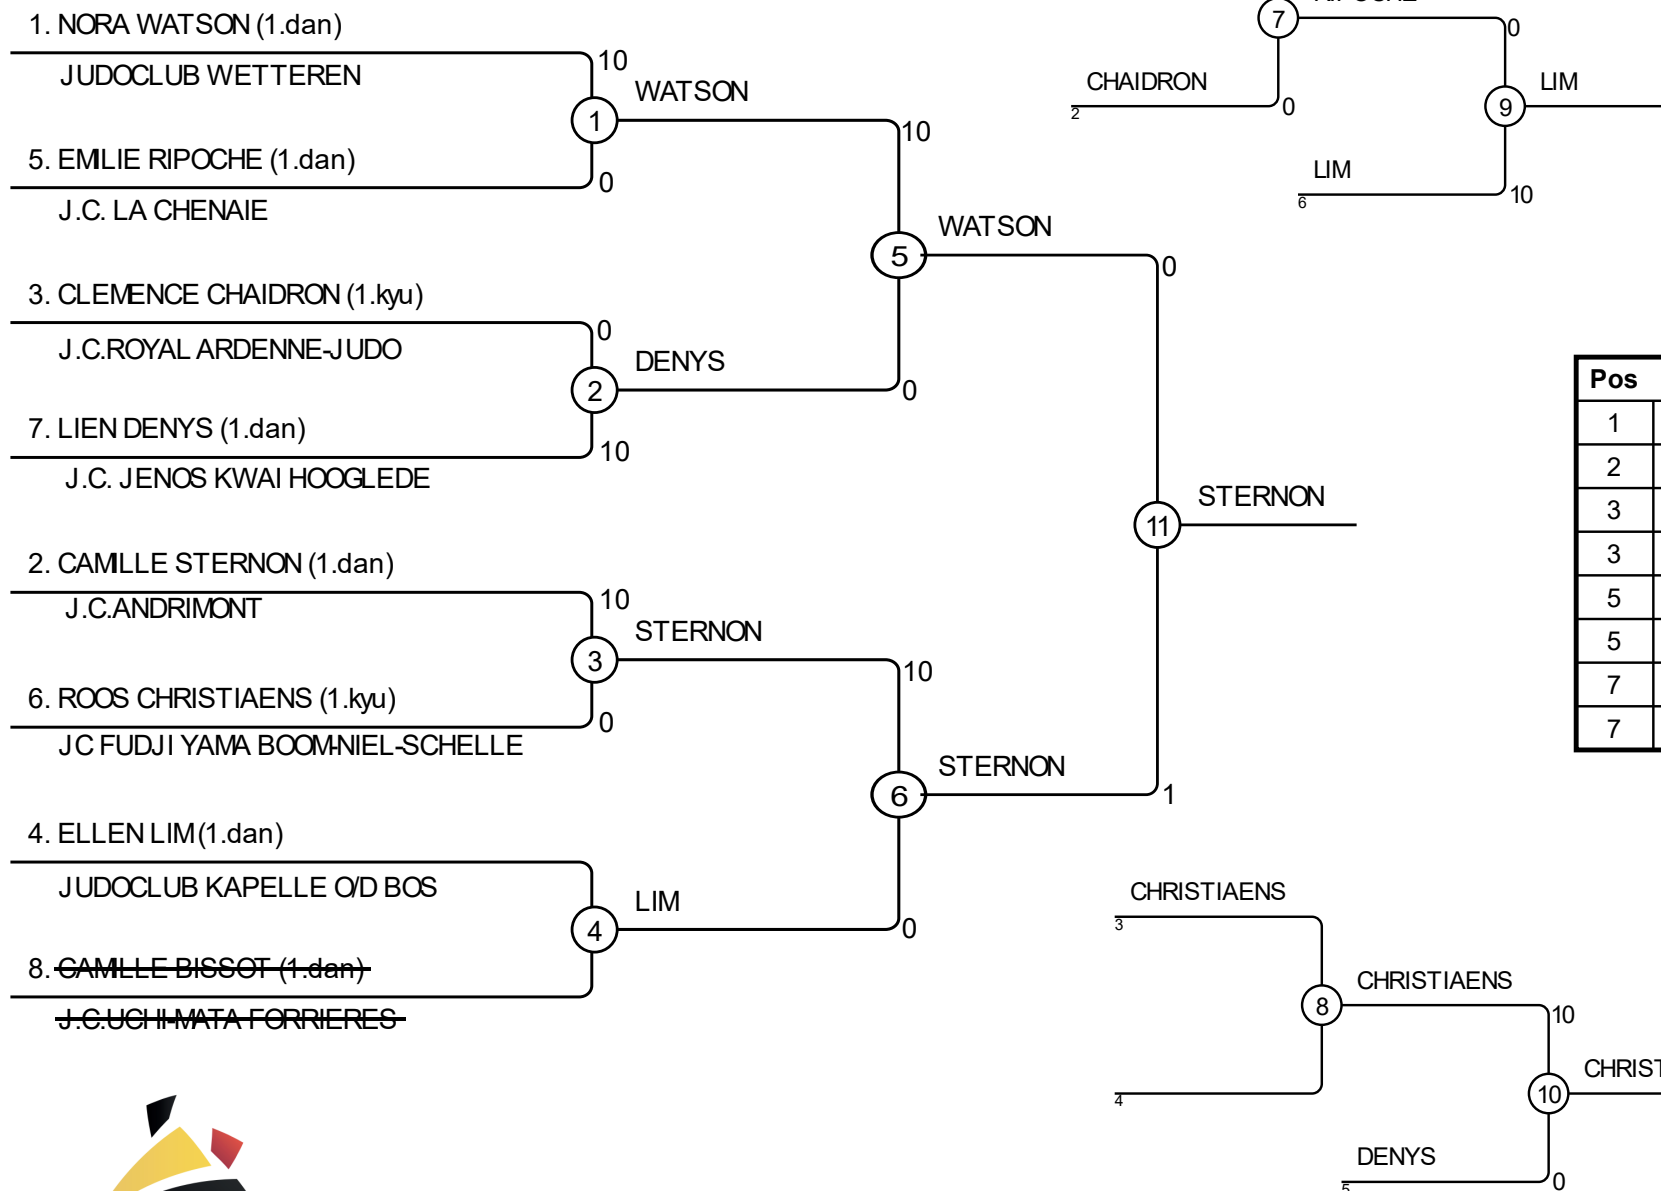 1. NORA WATSON (1.dan)
10
JUDOCLUB WETTEREN
WATSON
1
5. EMILIE RIPOCHE (1.dan)
0
J.C. LA CHENAIE
10
WATSON
5
3. CLEMENCE CHAIDRON (1.kyu)
0
J.C.ROYAL ARDENNE-JUDO
DENYS
2
0
7. LIEN DENYS (1.dan)
10
J.C. JENOS KWAI HOOGLEDE
0
STERNON
11
1
2. CAMILLE STERNON (1.dan)
10
J.C.ANDRIMONT
STERNON
3
6. ROOS CHRISTIAENS (1.kyu)
0
JC FUDJI YAMA BOOM-NIEL-SCHELLE
10
STERNON
6
4. ELLEN LIM (1.dan)
JUDOCLUB KAPELLE O/D BOS
LIM
4
0
8. CAMILLE BISSOT (1.dan)
J.C.UCHI-MATA FORRIERES
7
0
CHAIDRON
2
0
LIM
9
LIM
6
10
Pos
1
2
3
3
5
5
7
7
CHRISTIAENS
3
CHRISTIAENS
8
10
4
CHRIST
10
DENYS
5
0